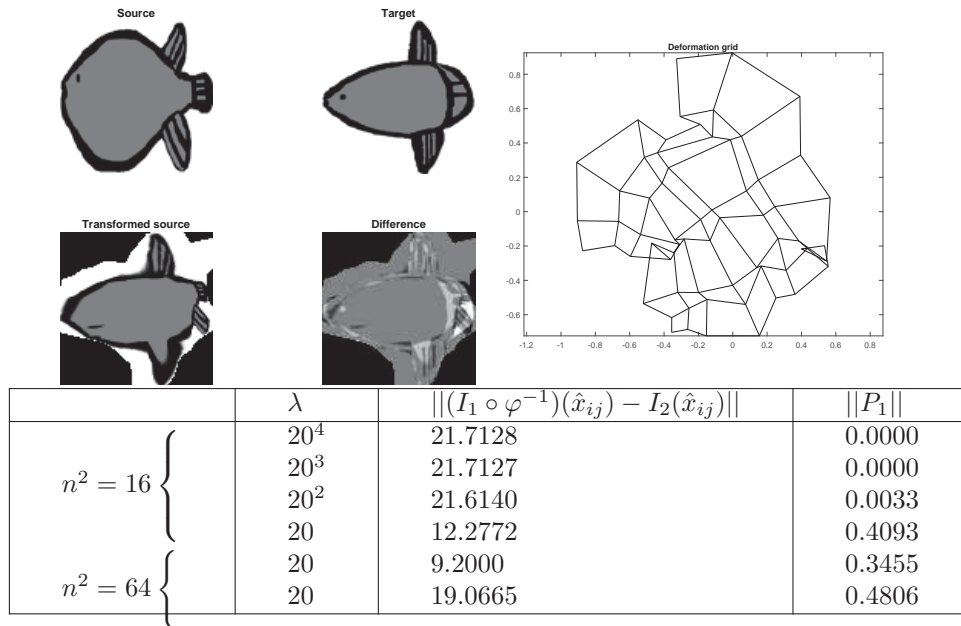 Source
Target
Deformation grid
0.8
0.6
0.4
0.2
0
-0.2
-0.4
-0.6
-1.2 -1 -0.8 -0.6 -0.4 -0.2 0 0.2 0.4 0.6 0.8
Transformed source
Difference
λ ||(I₁ ∘ φ⁻¹)(x̂ᵢⱼ) − I₂(x̂ᵢⱼ)|| ||P₁||
n² = 16
20⁴ 21.7128 0.0000
20³ 21.7127 0.0000
20² 21.6140 0.0033
20 12.2772 0.4093
n² = 64
20 9.2000 0.3455
20 19.0665 0.4806